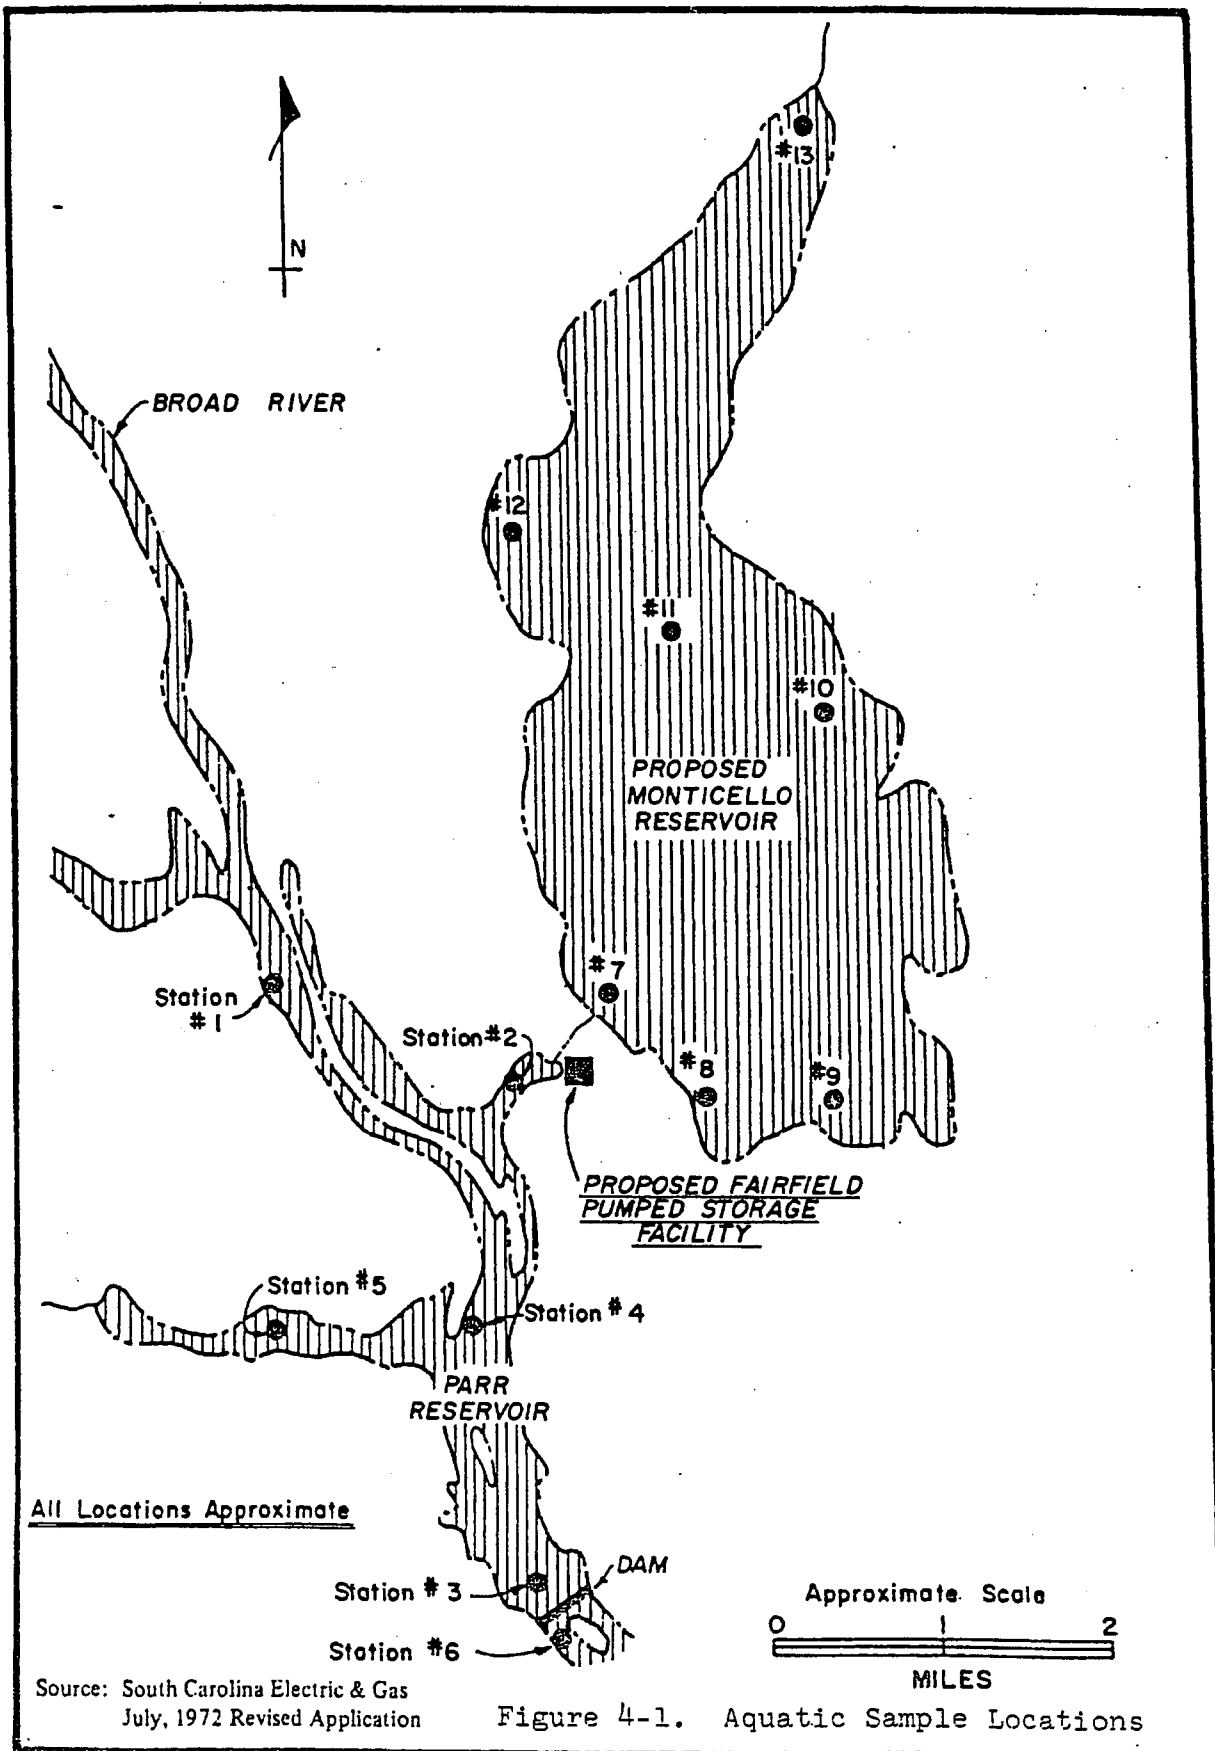 #13
N
BROAD RIVER
#12
#11
#10
PROPOSED
MONTICELLO
RESERVOIR
#7
Station
#1
Station#2
#8
#9
PROPOSED FAIRFIELD
PUMPED STORAGE
FACILITY
Station #5
Station #4
PARR
RESERVOIR
All Locations Approximate
DAM
Station #3
Station #6
Approximate Scale
0 1 2
MILES
Source: South Carolina Electric & Gas
July, 1972 Revised Application
Figure 4-1. Aquatic Sample Locations